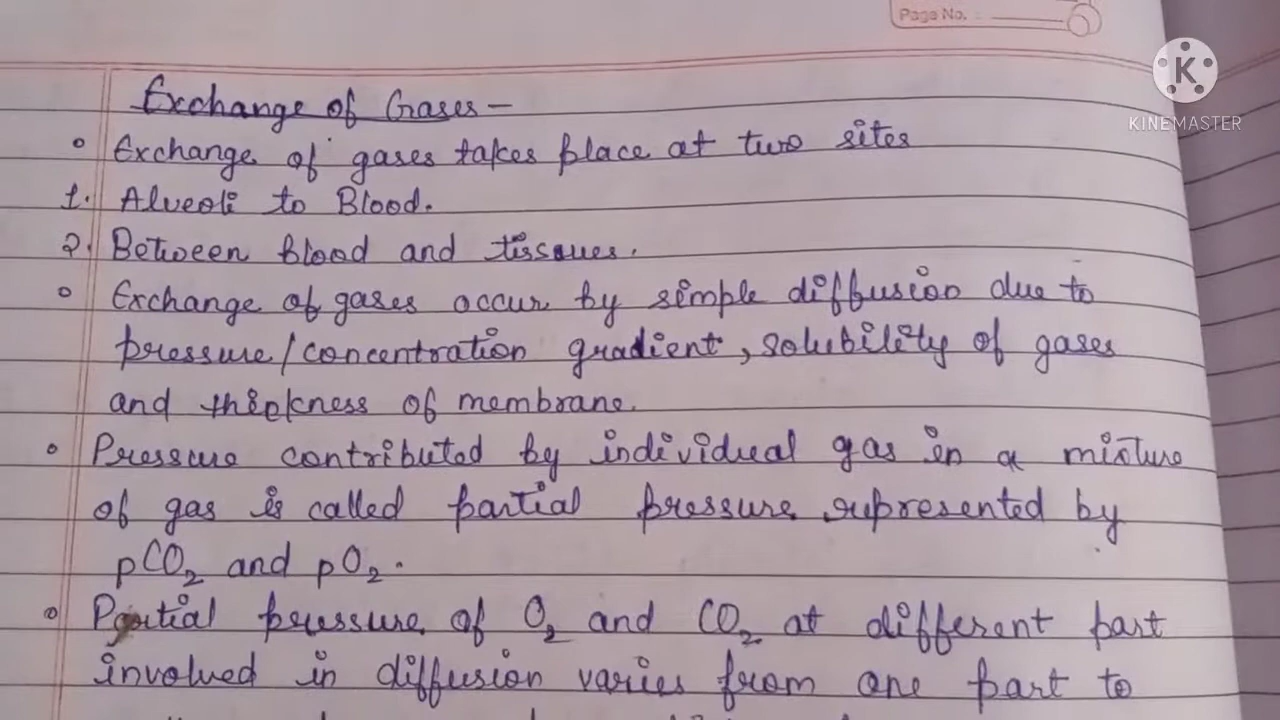 Page No.
K
KINEMASTER
Exchange of Gases -
° Exchange of gases takes place at two sites
1. Alveoli to Blood.
2. Between blood and tissues.
° Exchange of gases occur by simple diffusion due to
pressure/concentration gradient, solubility of gases
and thickness of membrane.
° Pressure contributed by individual gas in a mixture
of gas is called partial pressure represented by
pCO₂ and pO₂.
° Partial pressure of O₂ and CO₂ at different part
involved in diffusion varies from one part to